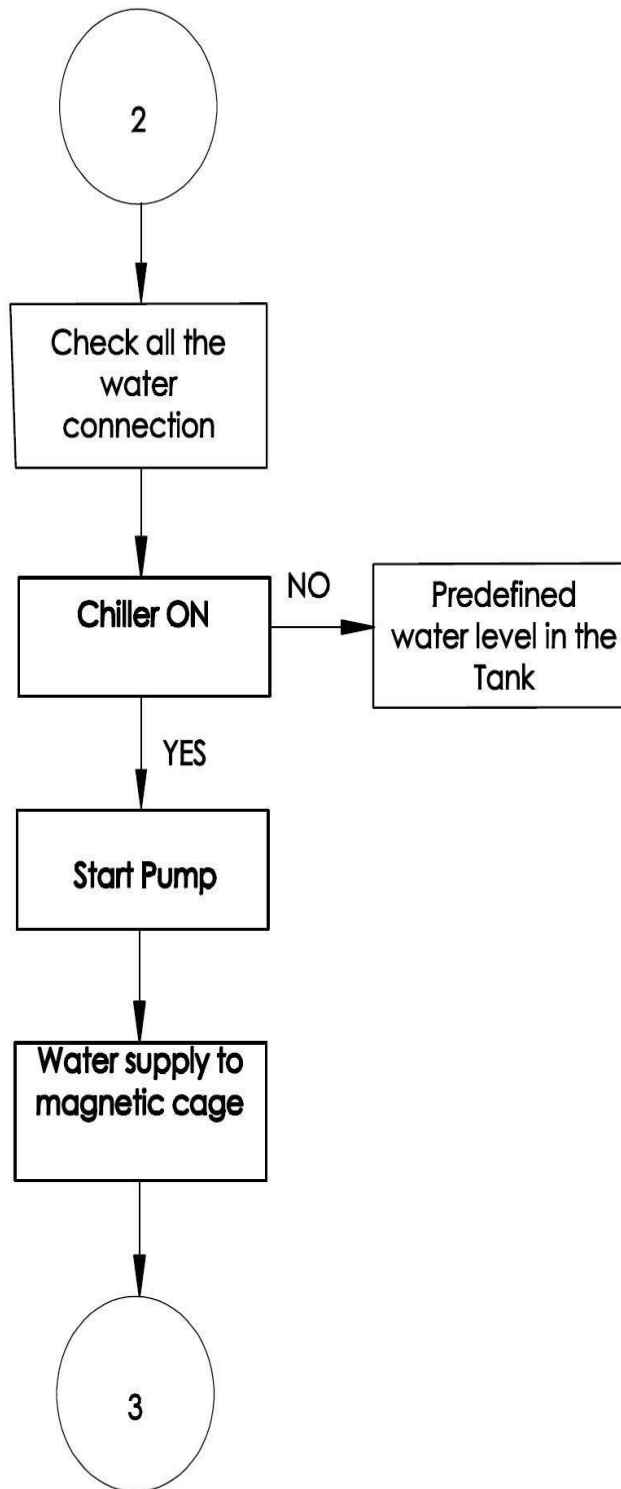 2
Check all the
water
connection
Chiller ON
NO
Predefined
water level in the
Tank
YES
Start Pump
Water supply to
magnetic cage
3